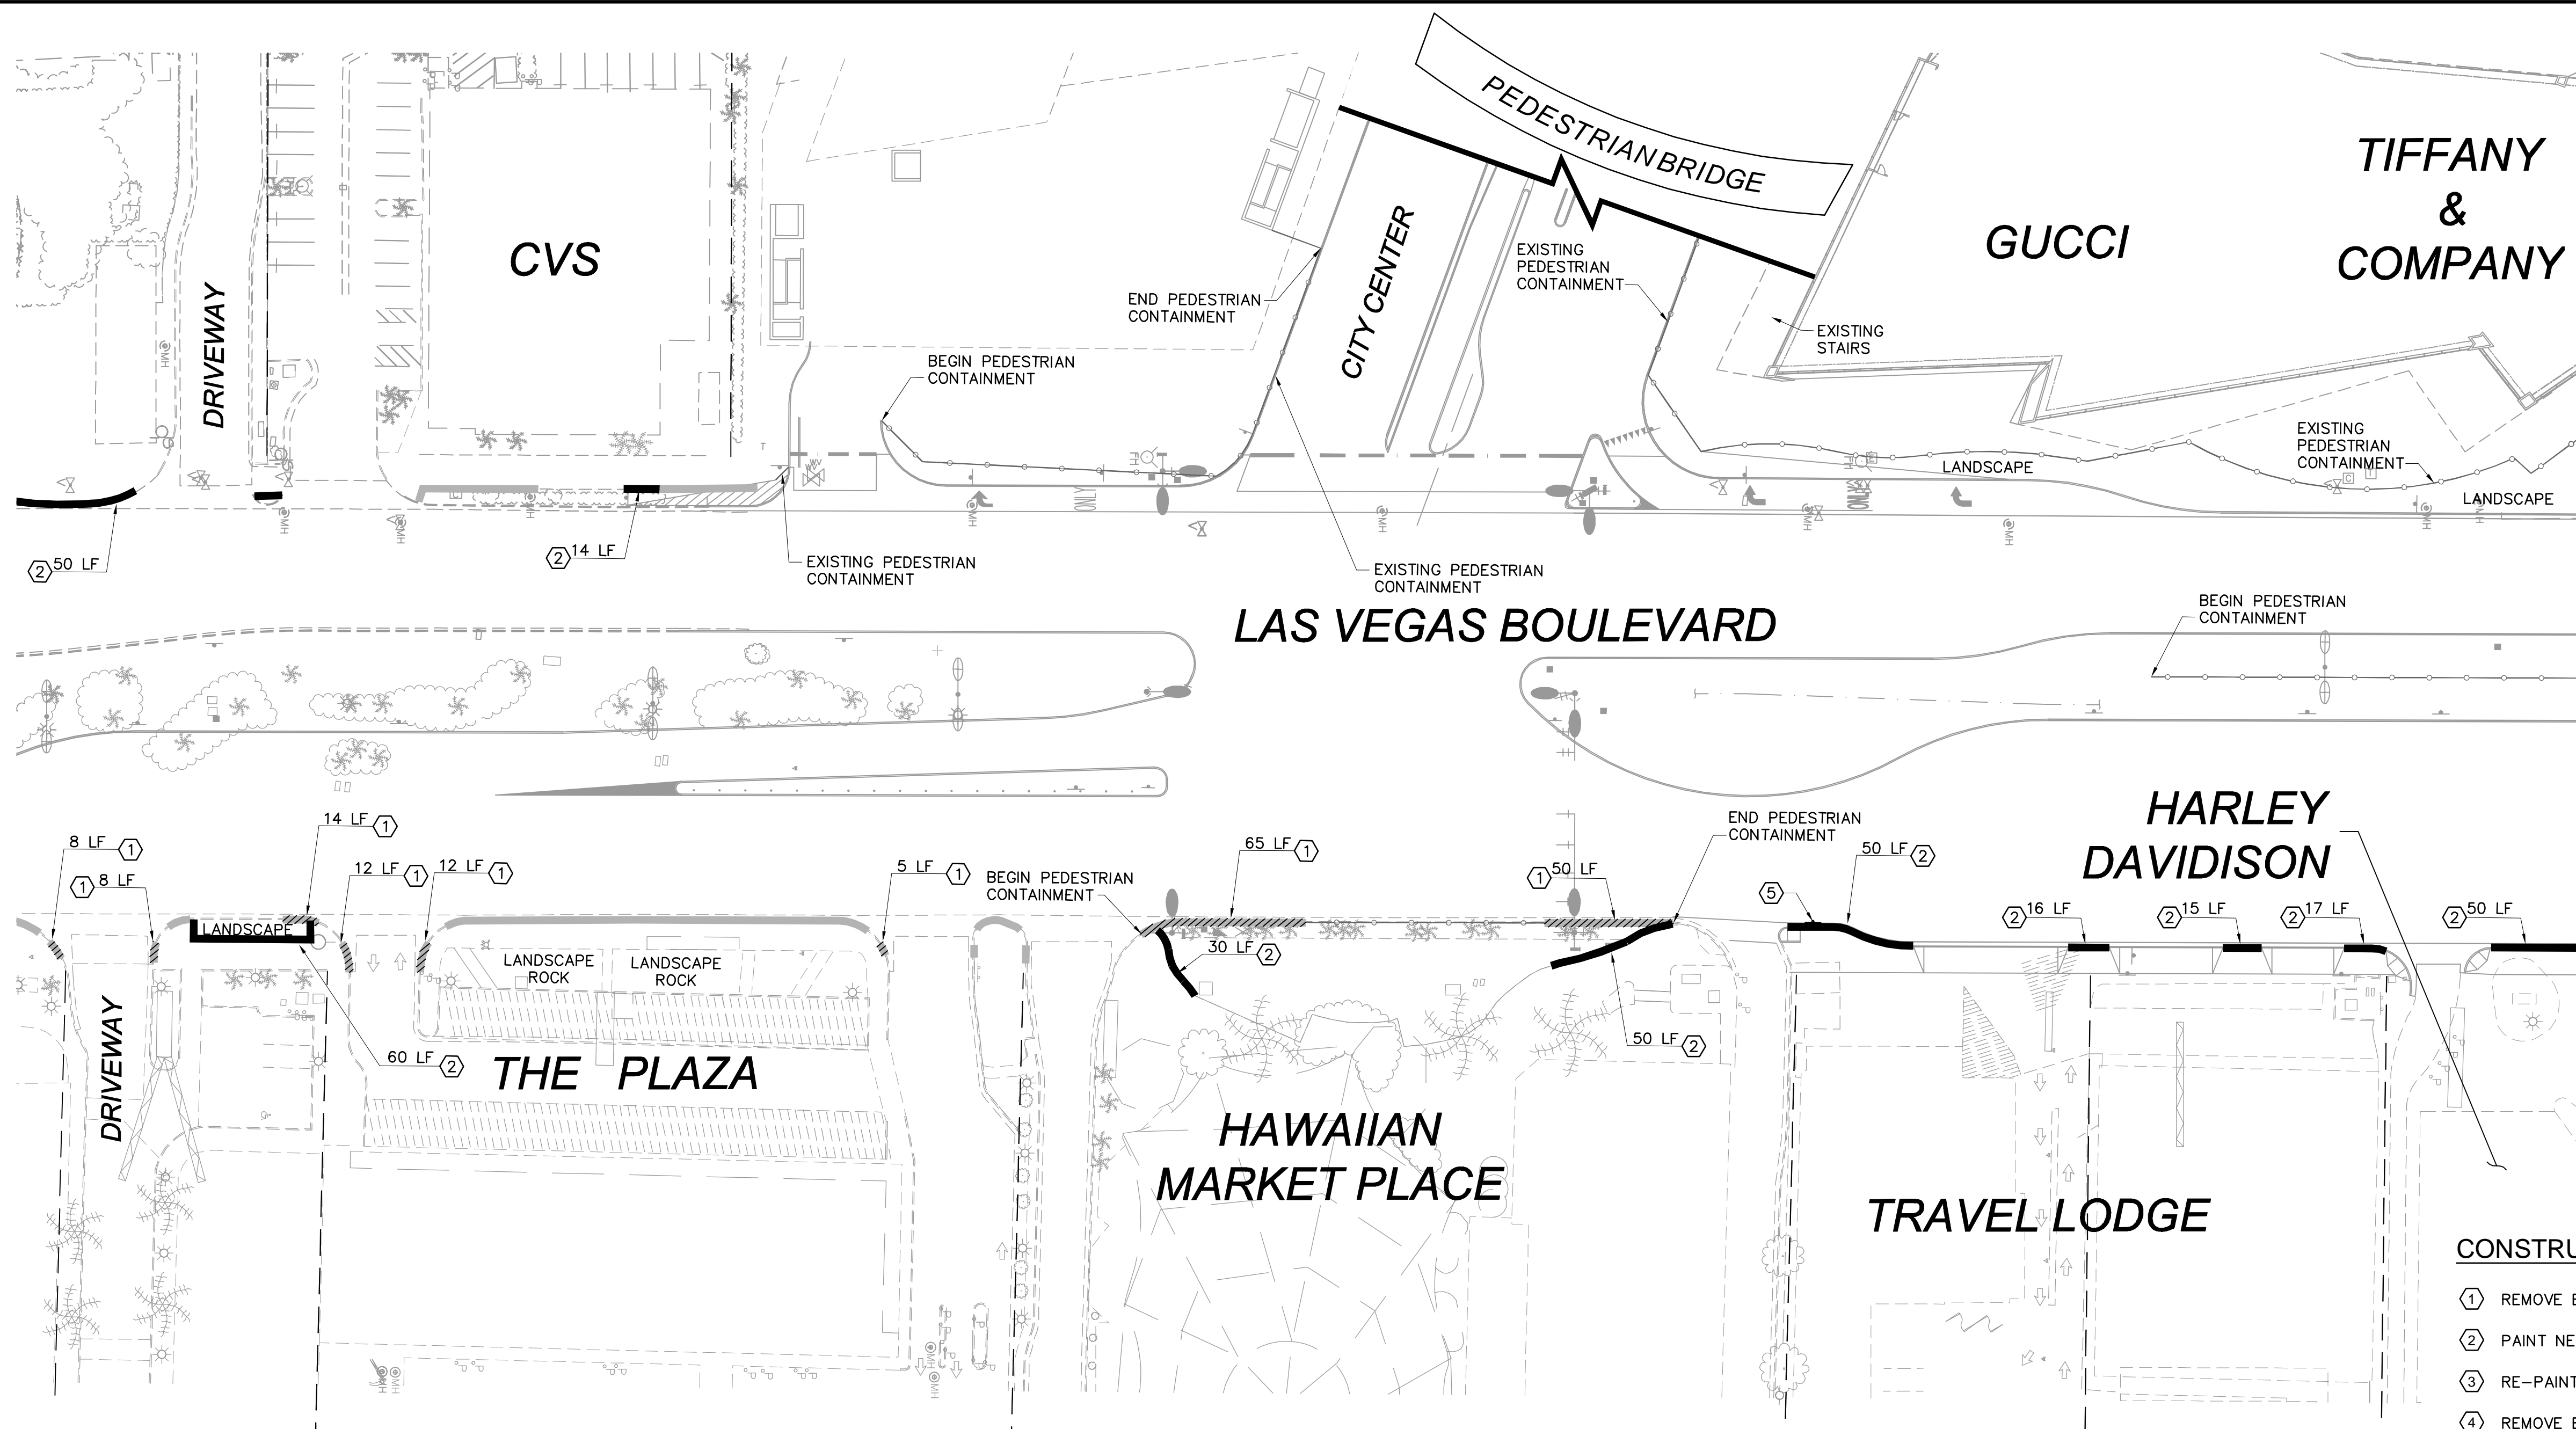 PEDESTRIAN BRIDGE
TIFFANY
&
COMPANY
GUCCI
CVS
CITY CENTER
DRIVEWAY
EXISTING
PEDESTRIAN
CONTAINMENT
END PEDESTRIAN
CONTAINMENT
EXISTING
STAIRS
BEGIN PEDESTRIAN
CONTAINMENT
EXISTING
PEDESTRIAN
CONTAINMENT
LANDSCAPE
LANDSCAPE
ONLY
2 50 LF
2 14 LF
EXISTING PEDESTRIAN
CONTAINMENT
EXISTING PEDESTRIAN
CONTAINMENT
LAS VEGAS BOULEVARD
BEGIN PEDESTRIAN
CONTAINMENT
HARLEY
DAVIDISON
8 LF 1
1 8 LF
14 LF 1
12 LF 1
12 LF 1
5 LF 1
BEGIN PEDESTRIAN
CONTAINMENT
65 LF 1
1 50 LF
END PEDESTRIAN
CONTAINMENT
50 LF 2
5
2 16 LF
2 15 LF
2 17 LF
2 50 LF
LANDSCAPE
LANDSCAPE
ROCK
LANDSCAPE
ROCK
30 LF 2
50 LF 2
60 LF 2
DRIVEWAY
THE PLAZA
HAWAIIAN
MARKET PLACE
TRAVEL LODGE
CONSTRU
1 REMOVE E
2 PAINT NE
3 RE-PAINT
4 REMOVE E